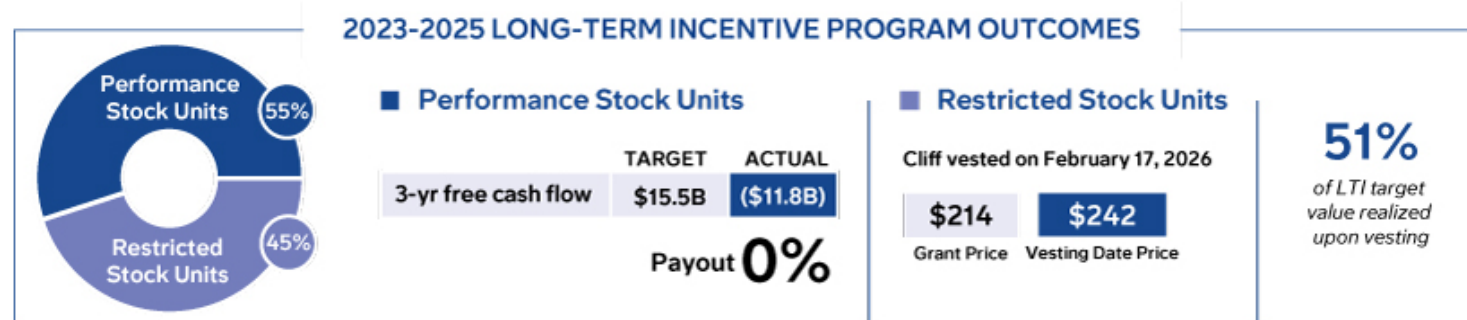 2023-2025 LONG-TERM INCENTIVE PROGRAM OUTCOMES
Performance
Stock Units
55%
Restricted
Stock Units
45%
Performance Stock Units
TARGET ACTUAL
3-yr free cash flow $15.5B ($11.8B)
Payout 0%
Restricted Stock Units
Cliff vested on February 17, 2026
$214 $242
Grant Price Vesting Date Price
51%
of LTI target
value realized
upon vesting